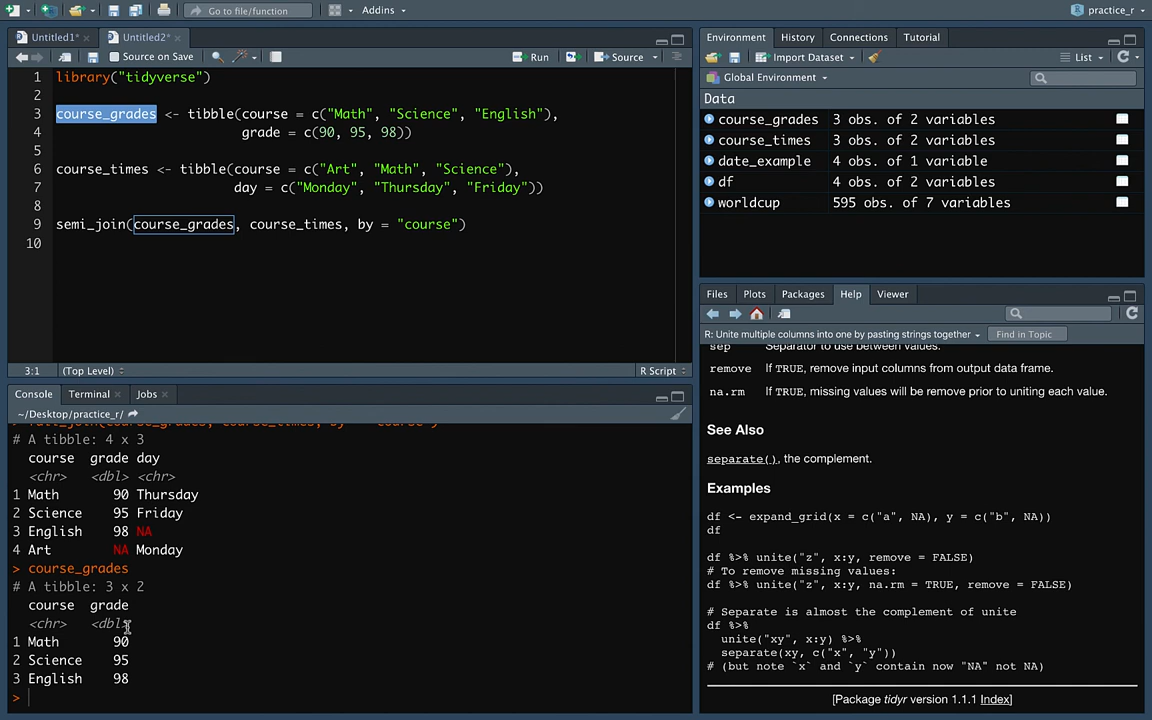 Go to file/function
Addins
practice_r
Untitled1*
Untitled2*
Source on Save
Run
Source
1 library("tidyverse")
2
3 course_grades <- tibble(course = c("Math", "Science", "English"),
4 grade = c(90, 95, 98))
5
6 course_times <- tibble(course = c("Art", "Math", "Science"),
7 day = c("Monday", "Thursday", "Friday"))
8
9 semi_join(course_grades, course_times, by = "course")
10
3:1 (Top Level) R Script
Console Terminal Jobs
~/Desktop/practice_r/
# A tibble: 4 x 3
course grade day
<chr> <dbl> <chr>
1 Math 90 Thursday
2 Science 95 Friday
3 English 98 NA
4 Art NA Monday
> course_grades
# A tibble: 3 x 2
course grade
<chr> <dbl>
1 Math 90
2 Science 95
3 English 98
>
Environment History Connections Tutorial
Import Dataset List
Global Environment
Data
course_grades 3 obs. of 2 variables
course_times 3 obs. of 2 variables
date_example 4 obs. of 1 variable
df 4 obs. of 2 variables
worldcup 595 obs. of 7 variables
Files Plots Packages Help Viewer
R: Unite multiple columns into one by pasting strings together Find in Topic
sep Separator to use between values.
remove If TRUE, remove input columns from output data frame.
na.rm If TRUE, missing values will be remove prior to uniting each value.
See Also
separate(), the complement.
Examples
df <- expand_grid(x = c("a", NA), y = c("b", NA))
df
df %>% unite("z", x:y, remove = FALSE)
# To remove missing values:
df %>% unite("z", x:y, na.rm = TRUE, remove = FALSE)
# Separate is almost the complement of unite
df %>%
unite("xy", x:y) %>%
separate(xy, c("x", "y"))
# (but note `x` and `y` contain now "NA" not NA)
[Package tidyr version 1.1.1 Index]